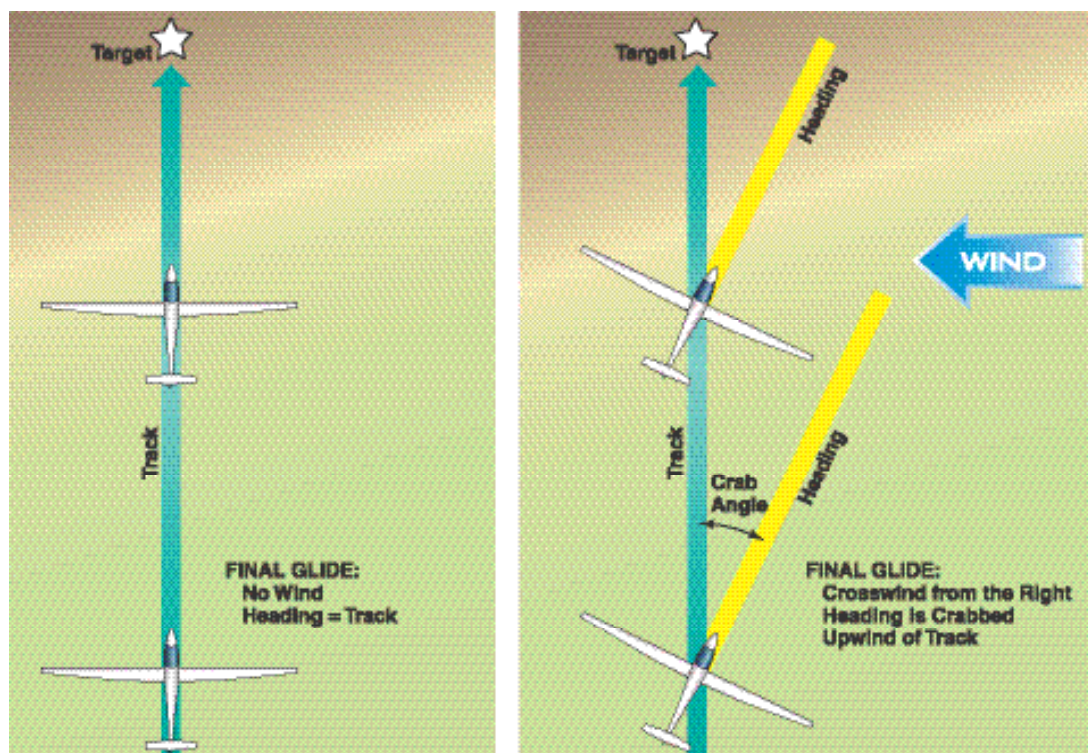 Target
Track
FINAL GLIDE:
No Wind
Heading = Track
Target
Heading
WIND
Track
Heading
Crab
Angle
FINAL GLIDE:
Crosswind from the Right
Heading is Crabbed
Upwind of Track